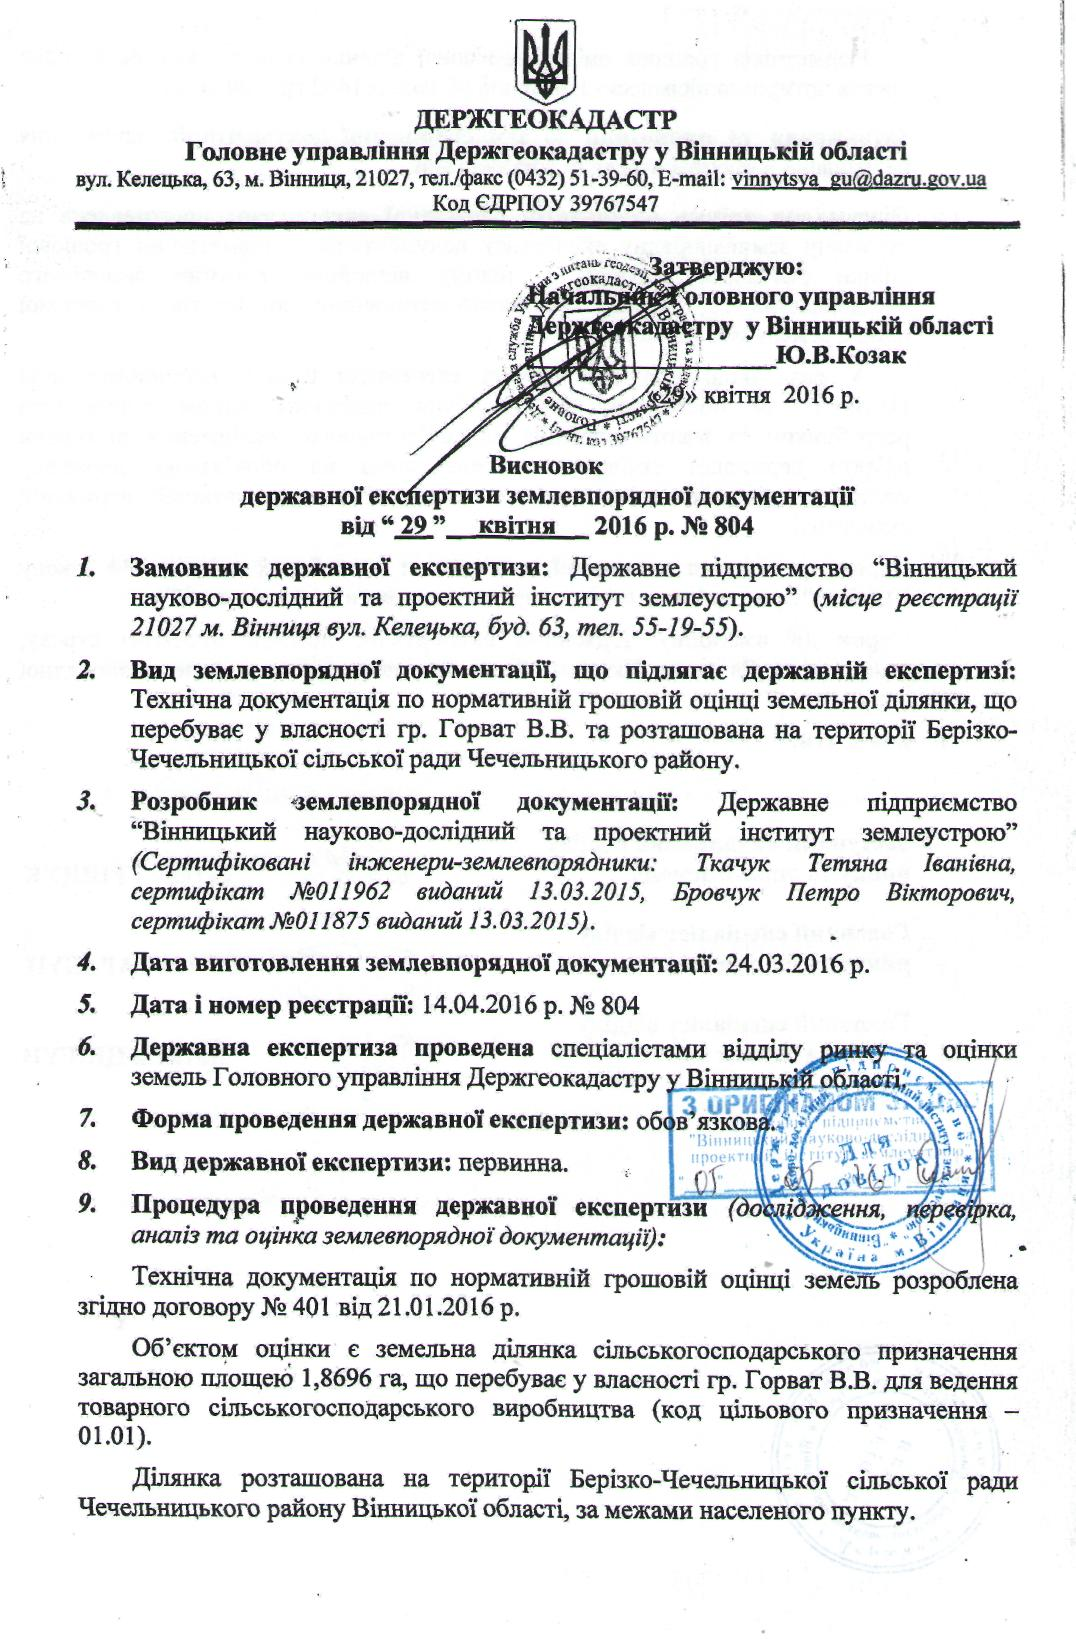 ДЕРЖГЕОКАДАСТР
Головне управління Держгеокадастру у Вінницькій області
вул. Келецька, 63, м. Вінниця, 21027, тел./факс (0432) 51-39-60, E-mail: vinnytsya_gu@dazru.gov.ua
Код ЄДРПОУ 39767547
Затверджую:
Начальник Головного управління
Держгеокадастру у Вінницькій області
Ю.В.Козак
«29» квітня 2016 р.
Висновок
державної експертизи землевпорядної документації
від “ 29 ” квітня 2016 р. № 804
1. Замовник державної експертизи: Державне підприємство “Вінницький
науково-дослідний та проектний інститут землеустрою” (місце реєстрації
21027 м. Вінниця вул. Келецька, буд. 63, тел. 55-19-55).
2. Вид землевпорядної документації, що підлягає державній експертизі:
Технічна документація по нормативній грошовій оцінці земельної ділянки, що
перебуває у власності гр. Горват В.В. та розташована на території Берізко-
Чечельницької сільської ради Чечельницького району.
3. Розробник землевпорядної документації: Державне підприємство
“Вінницький науково-дослідний та проектний інститут землеустрою”
(Сертифіковані інженери-землевпорядники: Ткачук Тетяна Іванівна,
сертифікат №011962 виданий 13.03.2015, Бровчук Петро Вікторович,
сертифікат №011875 виданий 13.03.2015).
4. Дата виготовлення землевпорядної документації: 24.03.2016 р.
5. Дата і номер реєстрації: 14.04.2016 р. № 804
6. Державна експертиза проведена спеціалістами відділу ринку та оцінки
земель Головного управління Держгеокадастру у Вінницькій області.
З ОРИГІНАЛОМ
7. Форма проведення державної експертизи: обов’язкова.
"Вінницький науково-дослідний та
проектний інститут землеустрою"
Для
довідок
8. Вид державної експертизи: первинна.
9. Процедура проведення державної експертизи (дослідження, перевірка,
аналіз та оцінка землевпорядної документації):
Україна м. Вінниця
Технічна документація по нормативній грошовій оцінці земель розроблена
згідно договору № 401 від 21.01.2016 р.
Об’єктом оцінки є земельна ділянка сільськогосподарського призначення
загальною площею 1,8696 га, що перебуває у власності гр. Горват В.В. для ведення
товарного сільськогосподарського виробництва (код цільового призначення –
01.01).
Ділянка розташована на території Берізко-Чечельницької сільської ради
Чечельницького району Вінницької області, за межами населеного пункту.